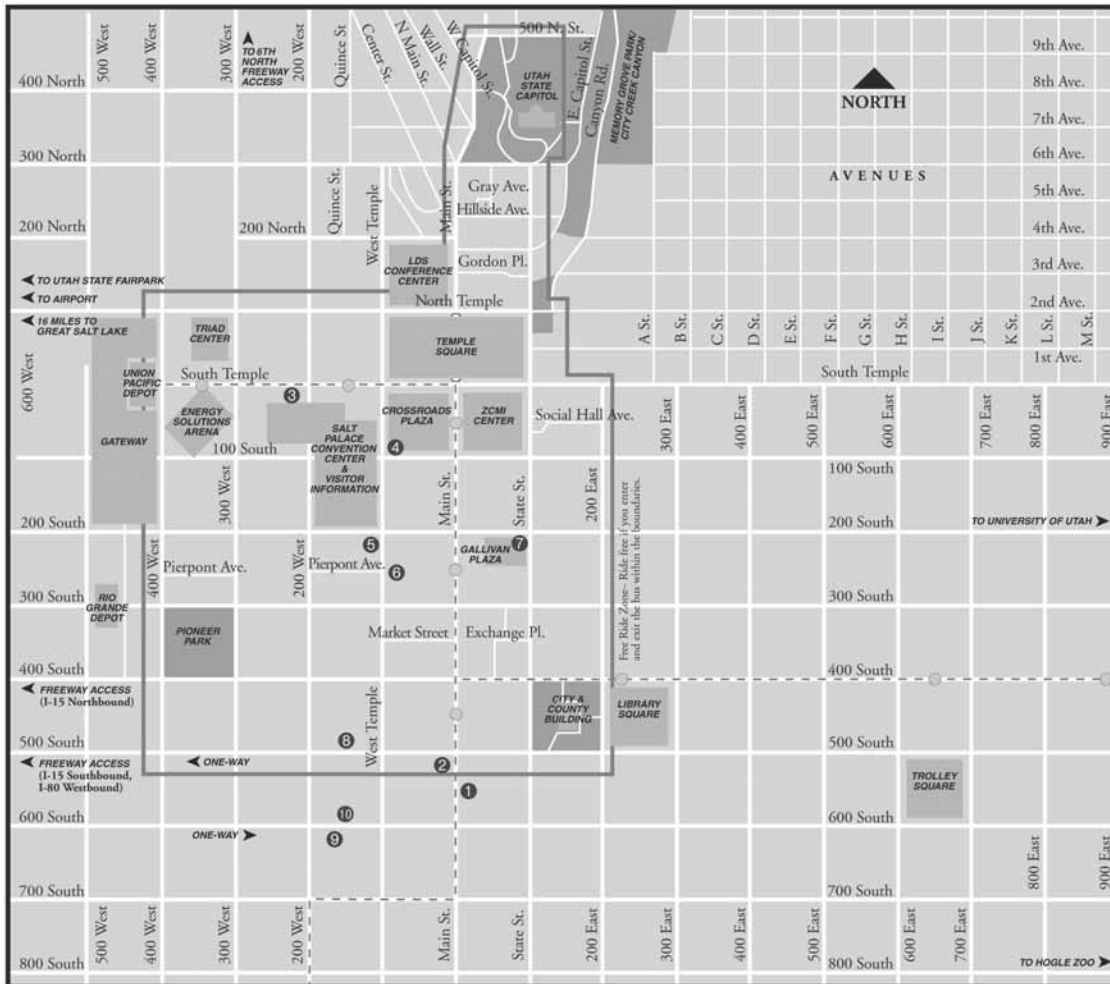 500 West
400 West
TO 6TH
NORTH
FREEWAY
ACCESS
300 West
200 West
Quince St
Center St.
N Main St.
Wall St.
W. Capitol St.
500 N. St.
UTAH
STATE
CAPITOL
E. Capitol St.
Canyon Rd.
MEMORY GROVE PARK/
CITY CREEK CANYON
NORTH
AVENUES
9th Ave.
8th Ave.
7th Ave.
6th Ave.
5th Ave.
4th Ave.
3rd Ave.
2nd Ave.
1st Ave.
400 North
300 North
200 North
200 North
Quince St.
West Temple
Main St.
Gray Ave.
Hillside Ave.
Gordon Pl.
LDS
CONFERENCE
CENTER
North Temple
TO UTAH STATE FAIRPARK
TO AIRPORT
16 MILES TO
GREAT SALT LAKE
600 West
TRIAD
CENTER
TEMPLE
SQUARE
A St.
B St.
C St.
D St.
E St.
F St.
G St.
H St.
I St.
J St.
K St.
L St.
M St.
South Temple
South Temple
UNION
PACIFIC
DEPOT
GATEWAY
ENERGY
SOLUTIONS
ARENA
3
SALT
PALACE
CONVENTION
CENTER
&
VISITOR
INFORMATION
CROSSROADS
PLAZA
4
ZCMI
CENTER
Social Hall Ave.
300 East
400 East
500 East
600 East
700 East
800 East
900 East
100 South
100 South
300 West
Main St.
State St.
200 East
200 South
200 South
TO UNIVERSITY OF UTAH
Free Ride Zone– Ride free if you enter
and exit the bus within the boundaries.
400 West
Pierpont Ave.
200 West
5
Pierpont Ave.
6
GALLIVAN
PLAZA
7
RIO
GRANDE
DEPOT
300 South
300 South
PIONEER
PARK
Market Street
Exchange Pl.
400 South
400 South
FREEWAY ACCESS
(I-15 Northbound)
CITY &
COUNTY
BUILDING
LIBRARY
SQUARE
West Temple
8
500 South
500 South
FREEWAY ACCESS
(I-15 Southbound,
I-80 Westbound)
ONE-WAY
2
1
TROLLEY
SQUARE
10
600 South
600 South
ONE-WAY
9
800 East
900 East
700 South
700 South
500 West
400 West
300 West
200 West
Main St.
State St.
200 East
600 East
700 East
800 South
800 South
TO HOGLE ZOO